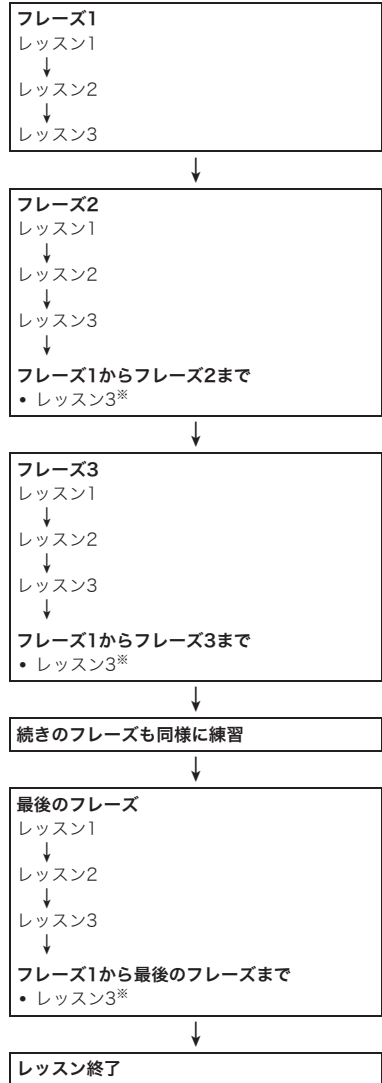 フレーズ1
レッスン1
↓
レッスン2
↓
レッスン3
↓
フレーズ2
レッスン1
↓
レッスン2
↓
レッスン3
↓
フレーズ1からフレーズ2まで
• レッスン3※
↓
フレーズ3
レッスン1
↓
レッスン2
↓
レッスン3
↓
フレーズ1からフレーズ3まで
• レッスン3※
↓
続きのフレーズも同様に練習
↓
最後のフレーズ
レッスン1
↓
レッスン2
↓
レッスン3
↓
フレーズ1から最後のフレーズまで
• レッスン3※
↓
レッスン終了